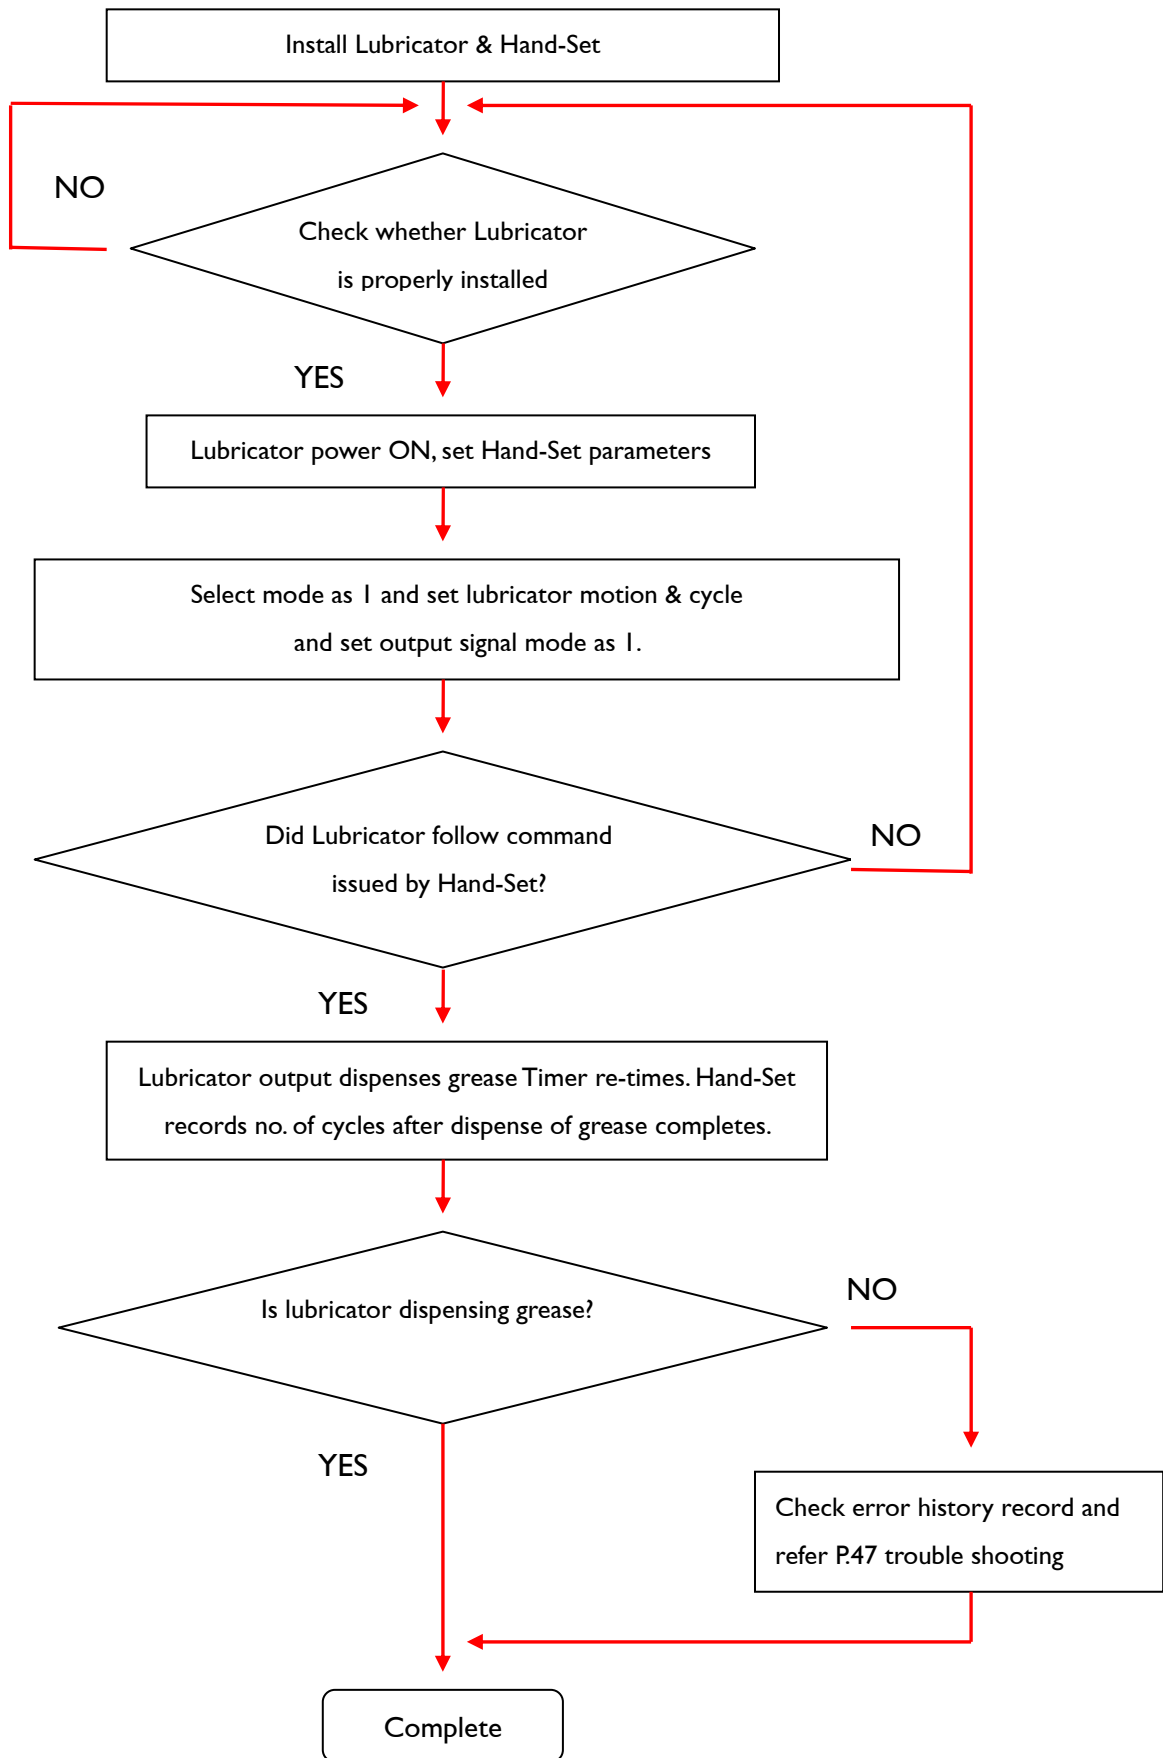 Install Lubricator & Hand-Set
NO
Check whether Lubricator
is properly installed
YES
Lubricator power ON, set Hand-Set parameters
Select mode as 1 and set lubricator motion & cycle
and set output signal mode as 1.
Did Lubricator follow command
issued by Hand-Set?
NO
YES
Lubricator output dispenses grease Timer re-times. Hand-Set
records no. of cycles after dispense of grease completes.
Is lubricator dispensing grease?
NO
YES
Check error history record and
refer P.47 trouble shooting
Complete